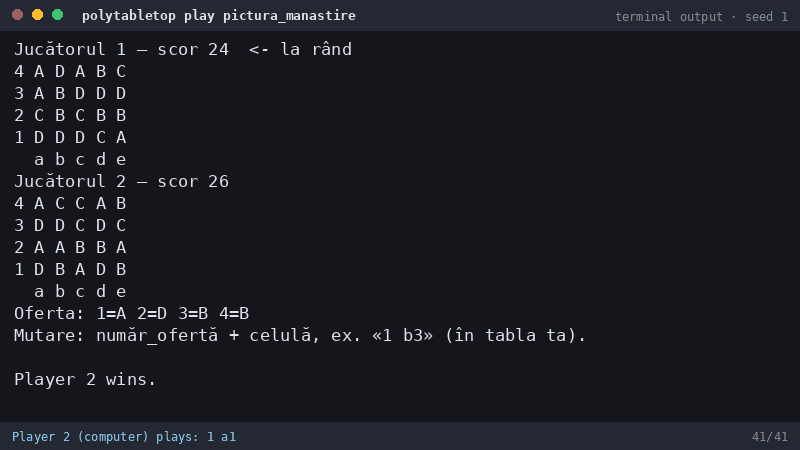 polytabletop play pictura_manastire
terminal output · seed 1
Jucătorul 1 — scor 24  <- la rând
4 A D A B C
3 A B D D D
2 C B C B B
1 D D D C A
  a b c d e
Jucătorul 2 — scor 26
4 A C C A B
3 D D C D C
2 A A B B A
1 D B A D B
  a b c d e
Oferta: 1=A 2=D 3=B 4=B
Mutare: număr_ofertă + celulă, ex. «1 b3» (în tabla ta).
Player 2 wins.
Player 2 (computer) plays: 1 a1
41/41